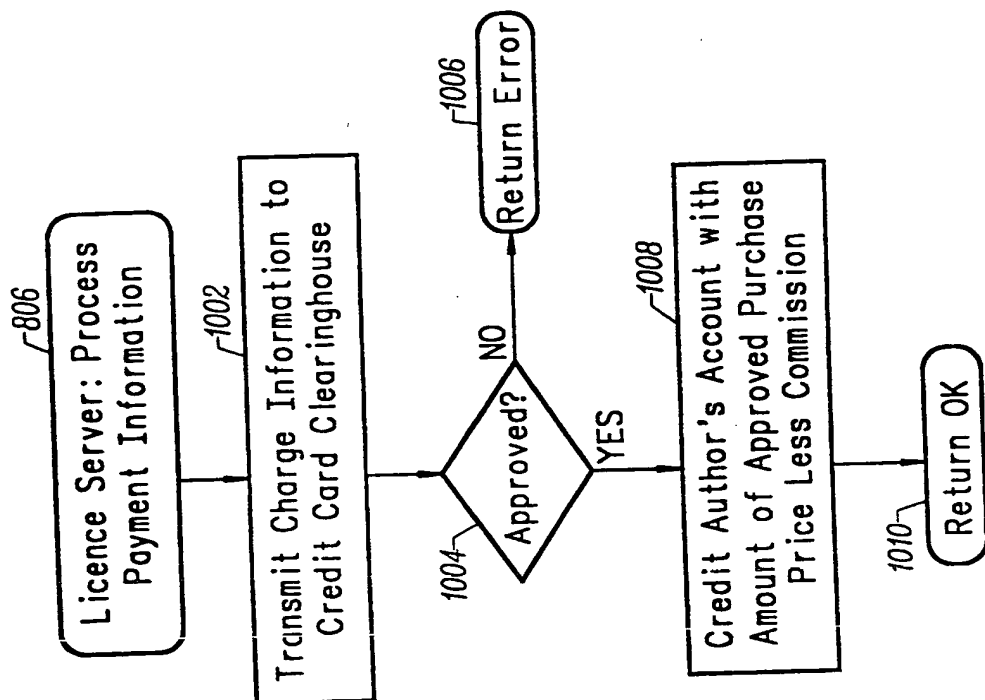 806
Licence Server: Process
Payment Information
1002
Transmit Charge Information to
Credit Card Clearinghouse
1004
Approved?
NO
1006
Return Error
YES
1008
Credit Author's Account with
Amount of Approved Purchase
Price Less Commission
1010
Return OK